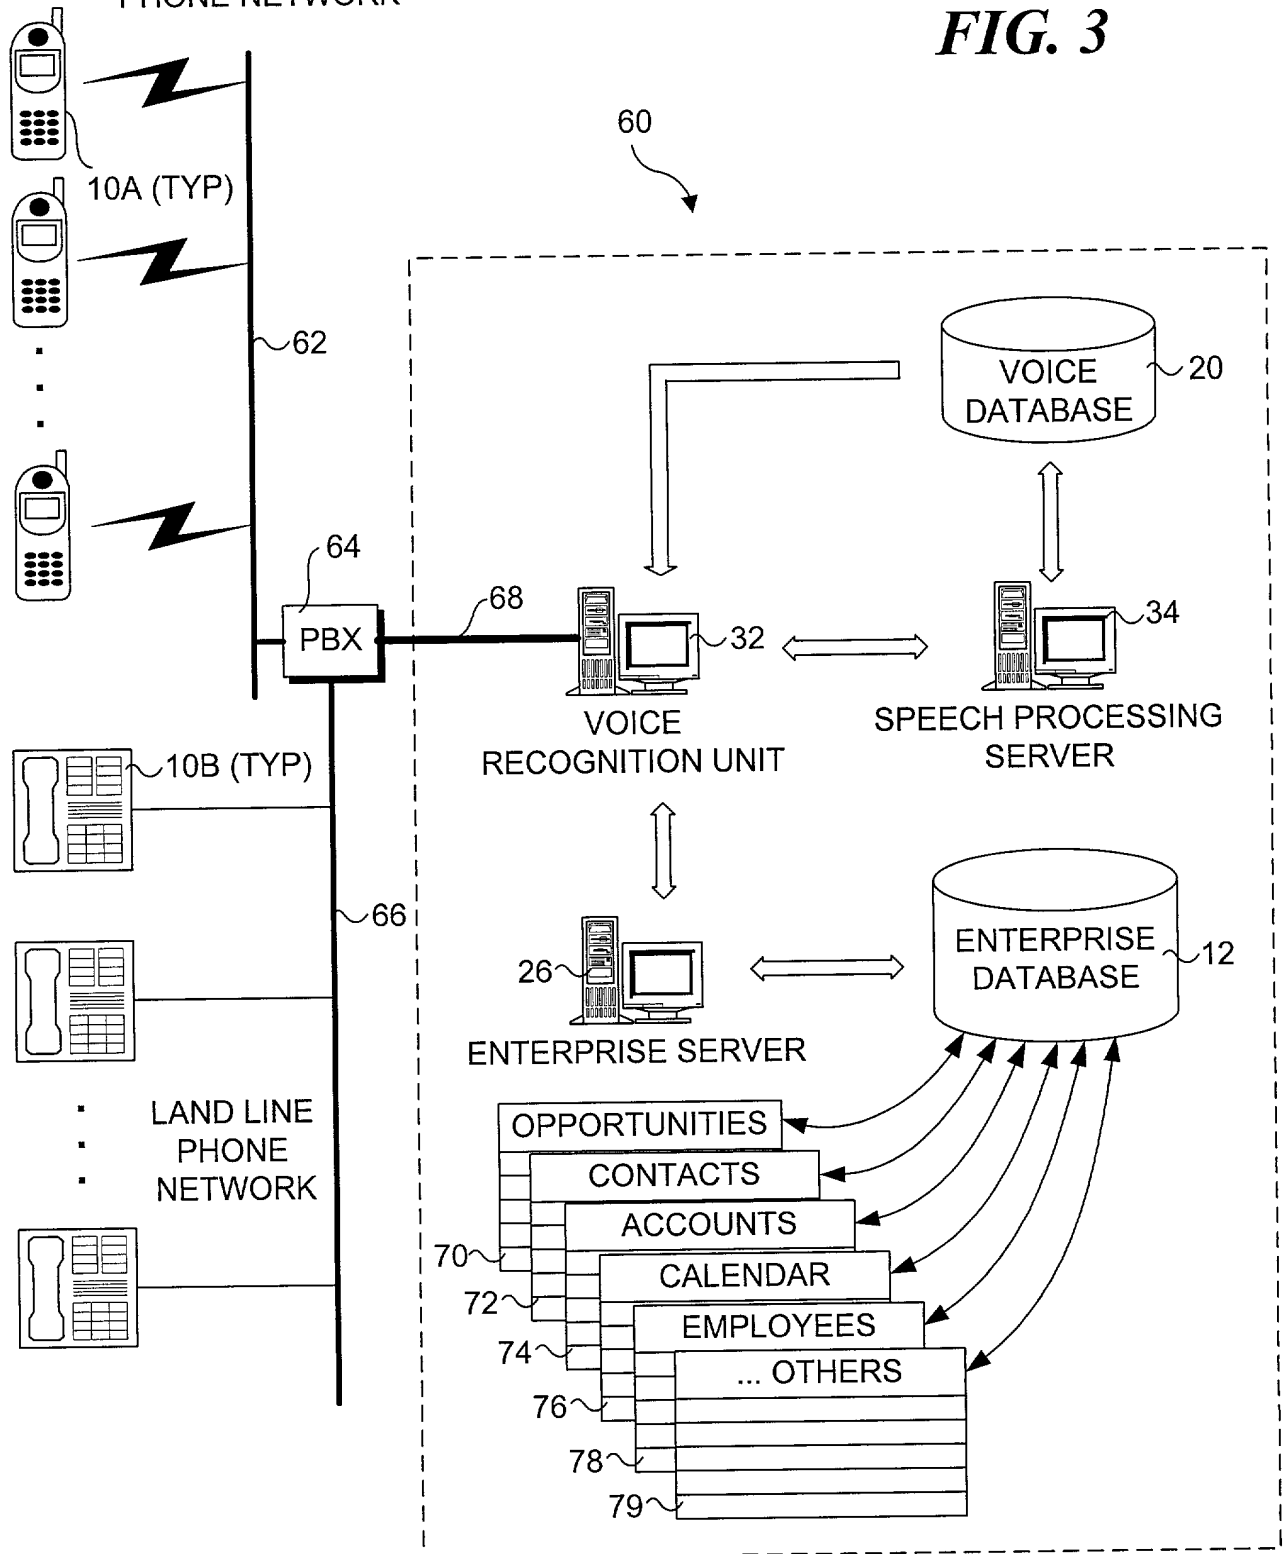 PHONE NETWORK
FIG. 3
60
10A (TYP)
62
VOICE
DATABASE
20
64
PBX
68
32
34
VOICE
RECOGNITION UNIT
SPEECH PROCESSING
SERVER
10B (TYP)
66
26
ENTERPRISE SERVER
ENTERPRISE
DATABASE
12
LAND LINE
PHONE
NETWORK
OPPORTUNITIES
CONTACTS
ACCOUNTS
70
CALENDAR
72
EMPLOYEES
74
... OTHERS
76
78
79